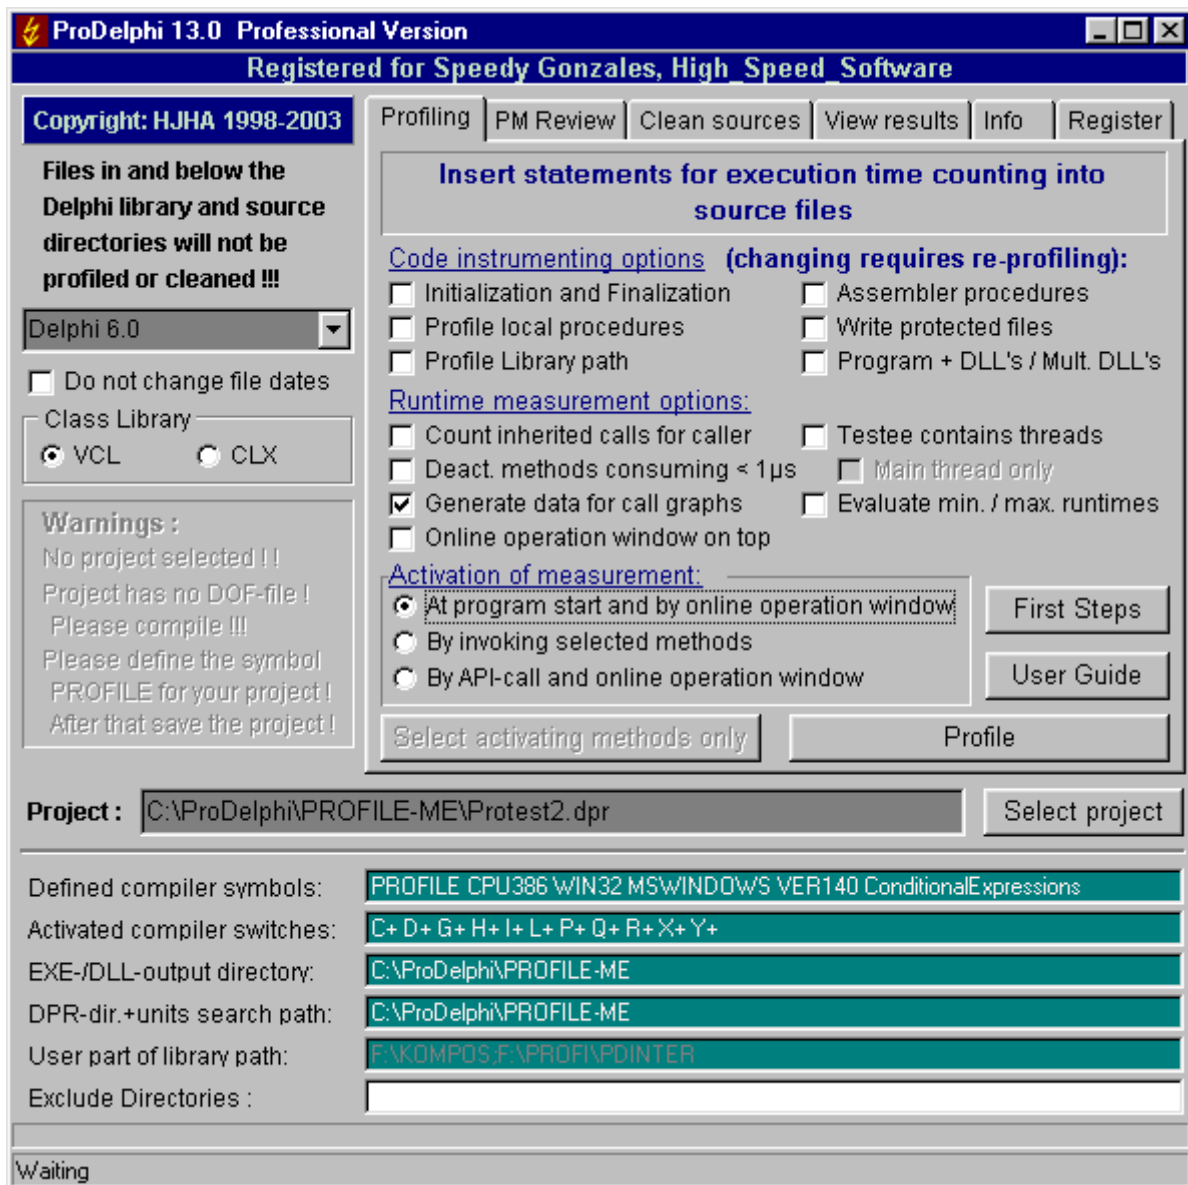 ProDelphi 13.0 Professional Version
Registered for Speedy Gonzales, High_Speed_Software
Copyright: HJHA 1998-2003
Files in and below the
Delphi library and source
directories will not be
profiled or cleaned !!!
Delphi 6.0
Do not change file dates
Class Library
VCL CLX
Warnings :
No project selected ! !
Project has no DOF-file !
Please compile !!!
Please define the symbol
PROFILE for your project !
After that save the project !
Profiling PM Review Clean sources View results Info Register
Insert statements for execution time counting into
source files
Code instrumenting options (changing requires re-profiling):
Initialization and Finalization Assembler procedures
Profile local procedures Write protected files
Profile Library path Program + DLL's / Mult. DLL's
Runtime measurement options:
Count inherited calls for caller Testee contains threads
Deact. methods consuming < 1µs Main thread only
Generate data for call graphs Evaluate min. / max. runtimes
Online operation window on top
Activation of measurement:
At program start and by online operation window
By invoking selected methods
By API-call and online operation window
First Steps
User Guide
Select activating methods only Profile
Project : C:\ProDelphi\PROFILE-ME\Protest2.dpr Select project
Defined compiler symbols: PROFILE CPU386 WIN32 MSWINDOWS VER140 ConditionalExpressions
Activated compiler switches: C+ D+ G+ H+ I+ L+ P+ Q+ R+ X+ Y+
EXE-/DLL-output directory: C:\ProDelphi\PROFILE-ME
DPR-dir.+units search path: C:\ProDelphi\PROFILE-ME
User part of library path: F:\KOMPOS;F:\PROFI\PDINTER
Exclude Directories :
Waiting